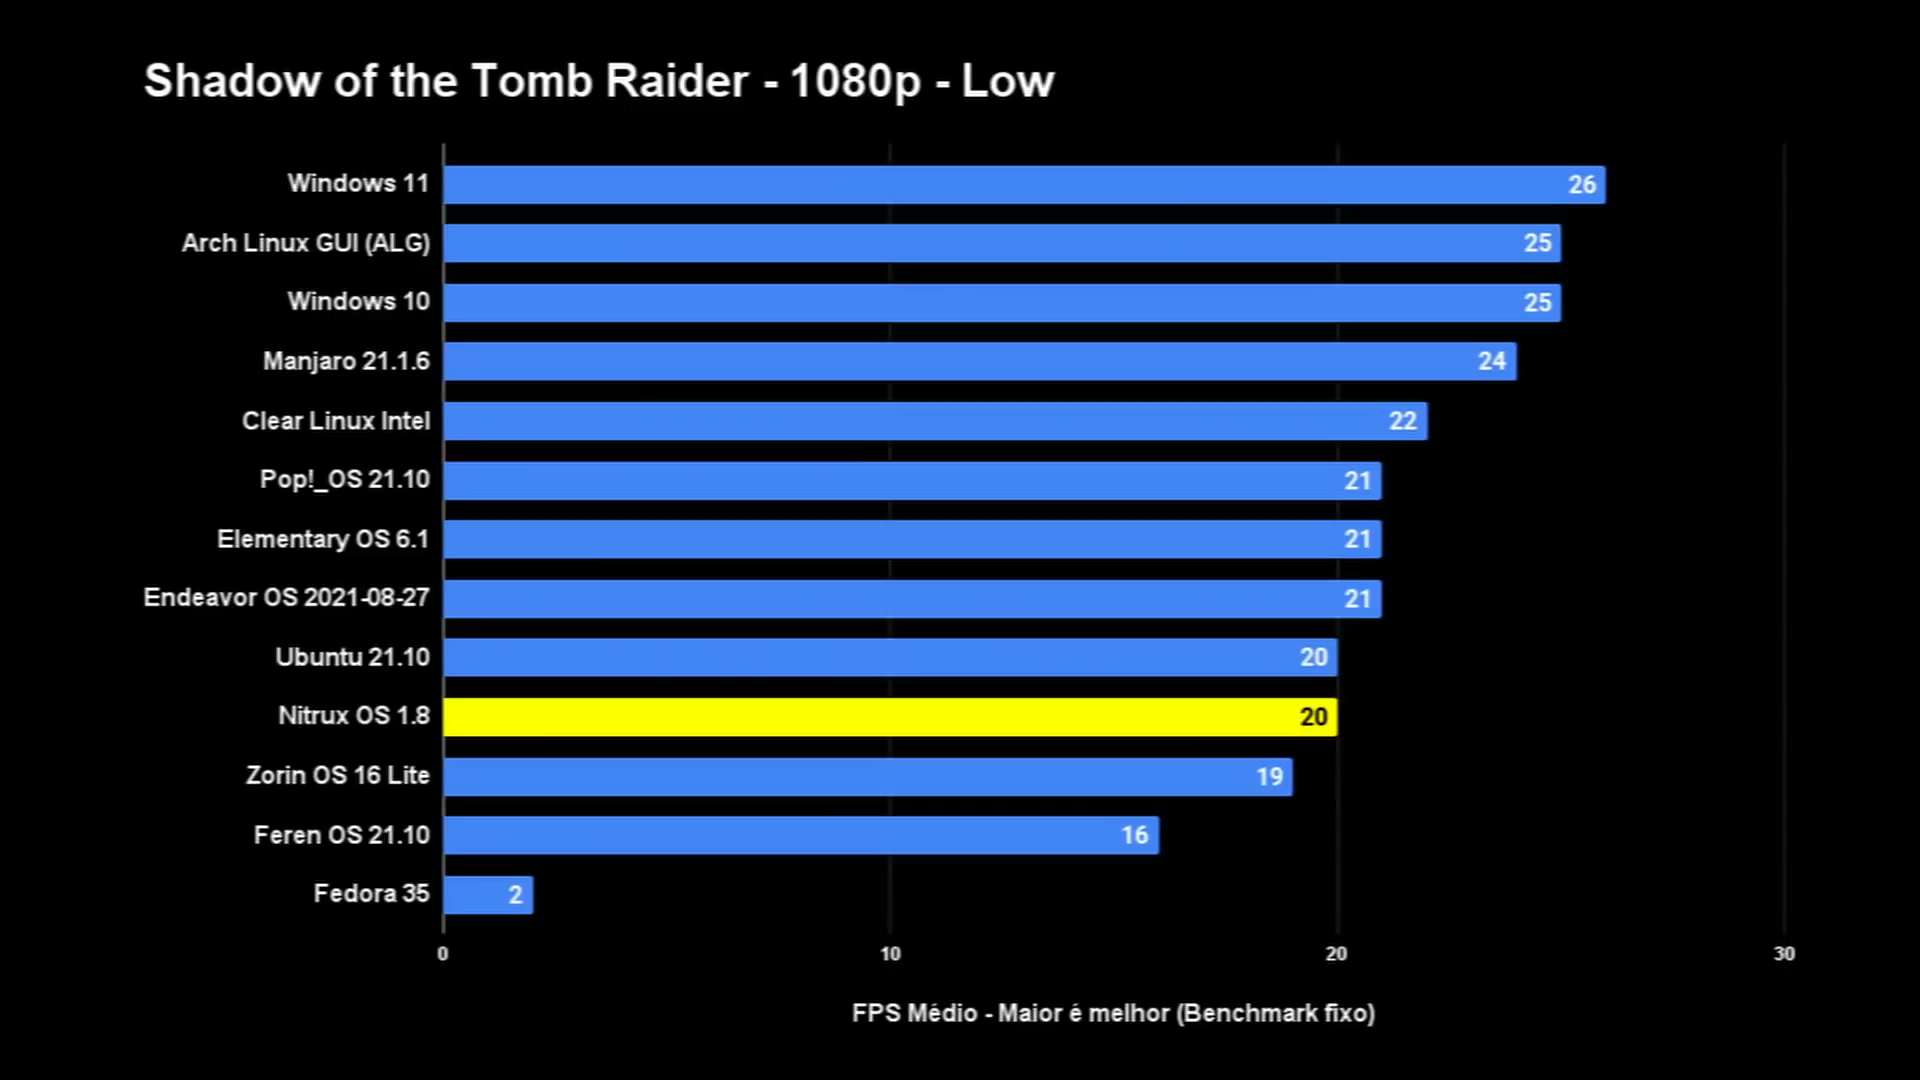 Shadow of the Tomb Raider - 1080p - Low
Windows 11 26
Arch Linux GUI (ALG) 25
Windows 10 25
Manjaro 21.1.6 24
Clear Linux Intel 22
Pop!_OS 21.10 21
Elementary OS 6.1 21
Endeavor OS 2021-08-27 21
Ubuntu 21.10 20
Nitrux OS 1.8 20
Zorin OS 16 Lite 19
Feren OS 21.10 16
Fedora 35 2
0 10 20 30
FPS Médio - Maior é melhor (Benchmark fixo)